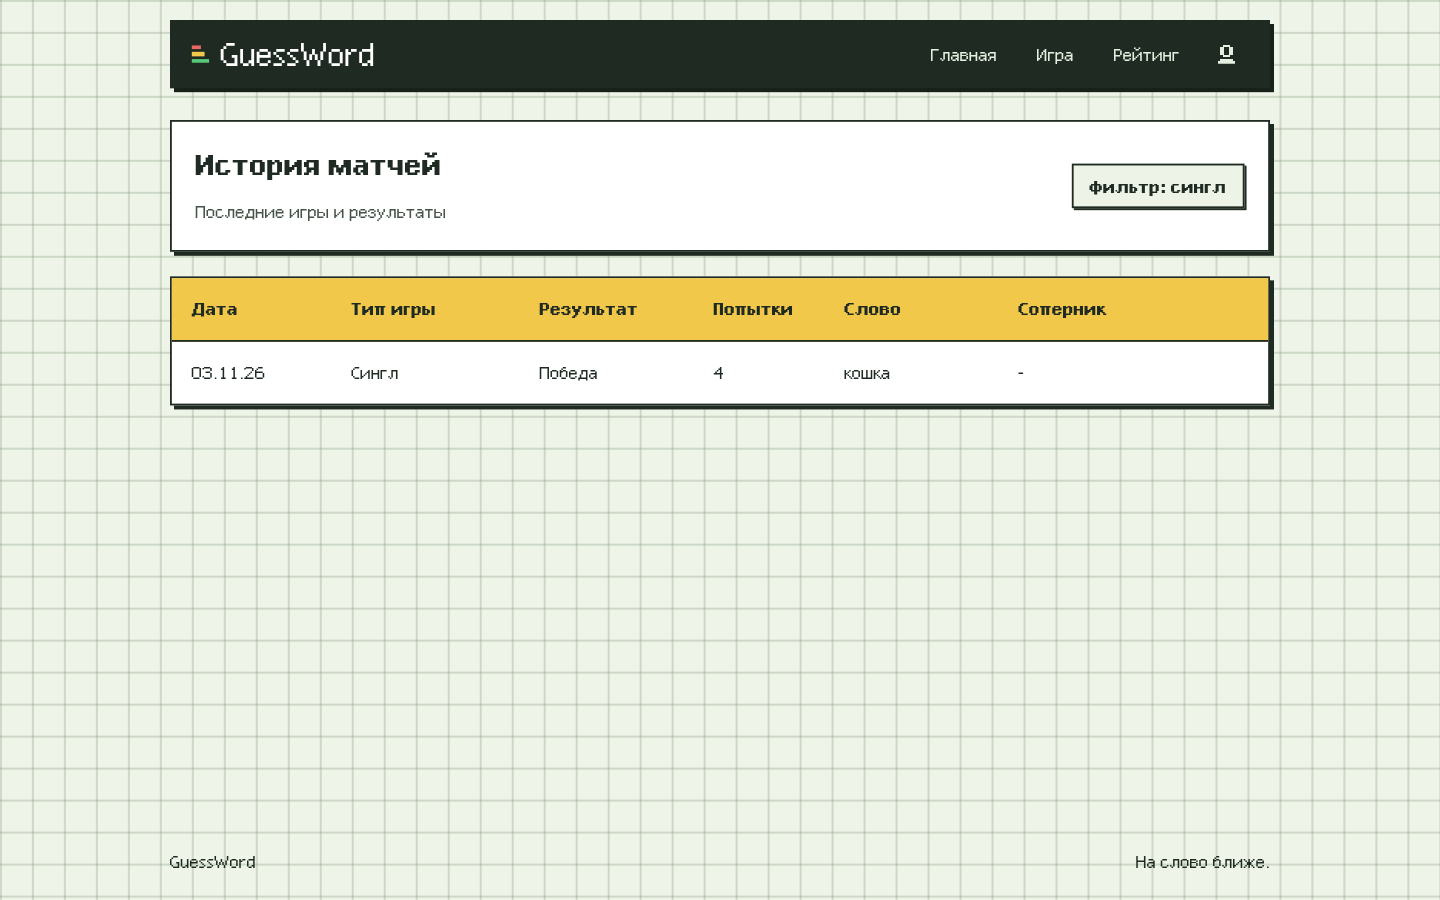 GuessWord
Главная Игра Рейтинг
История матчей
Последние игры и результаты
фильтр: сингл
Дата Тип игры Результат Попытки Слово Соперник
03.11.26 Сингл Победа 4 кошка -
GuessWord На слово ближе.